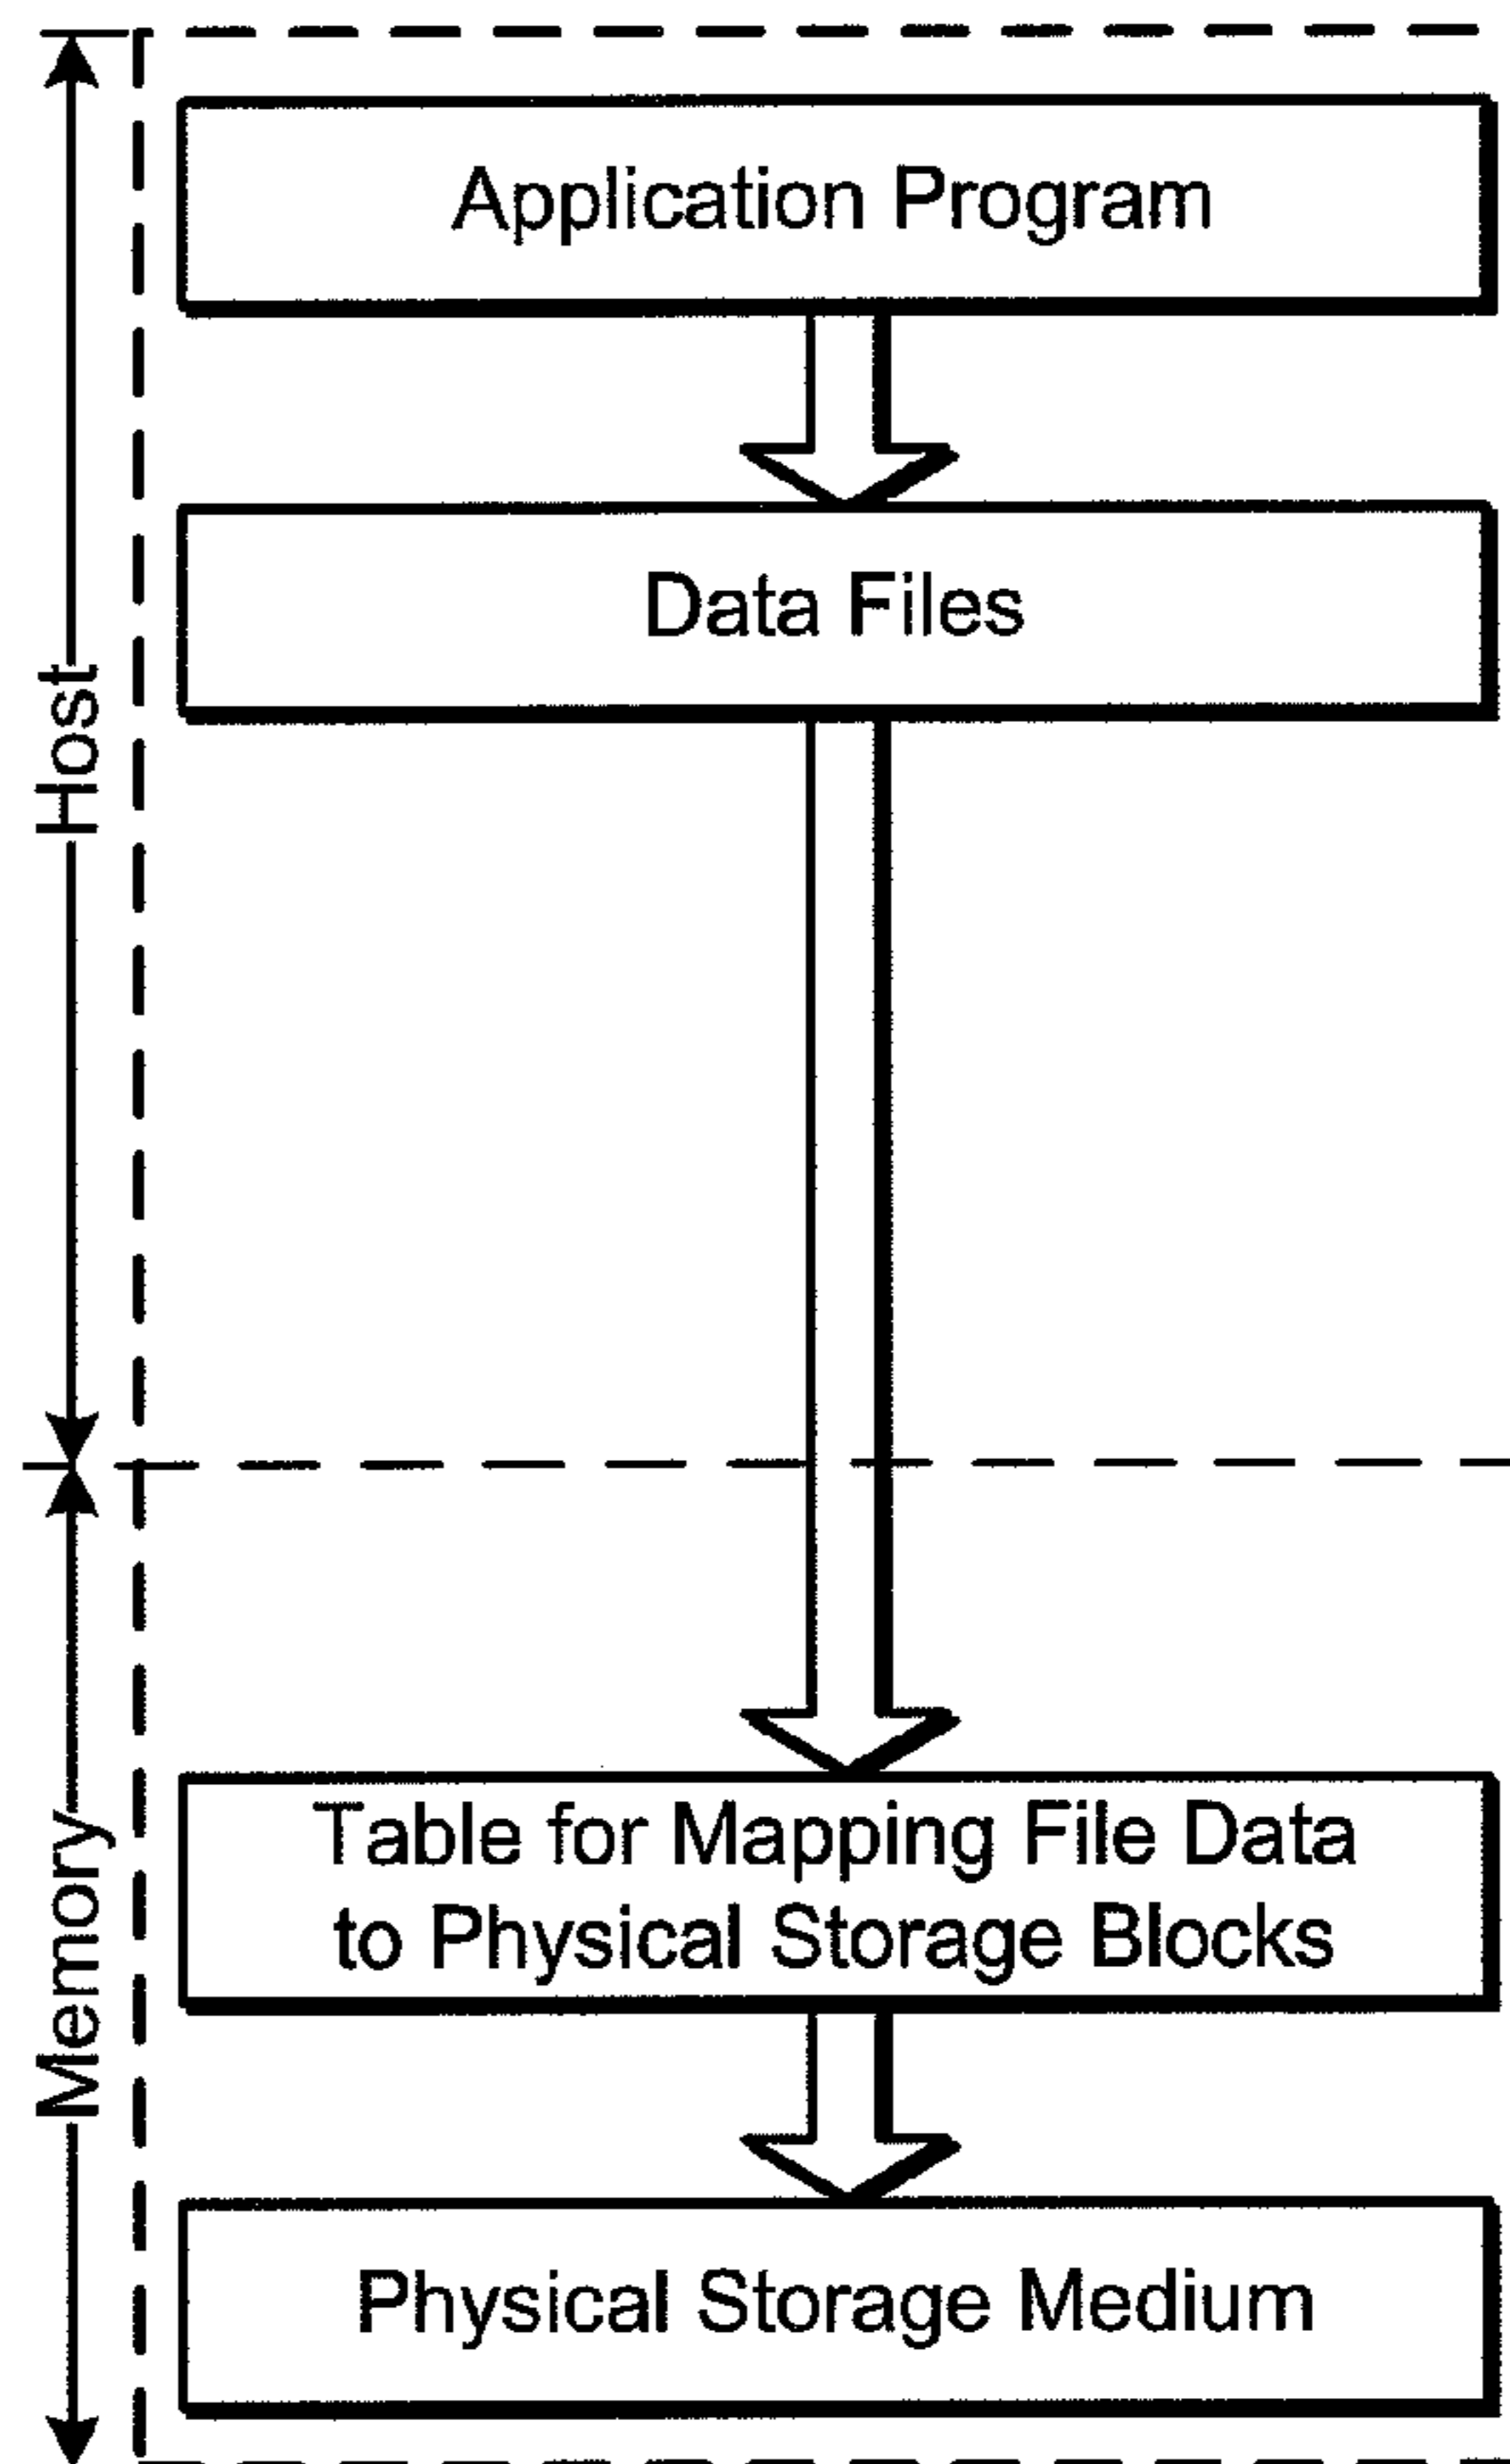 Application Program
Data Files
Host
Table for Mapping File Data
to Physical Storage Blocks
Memory
Physical Storage Medium